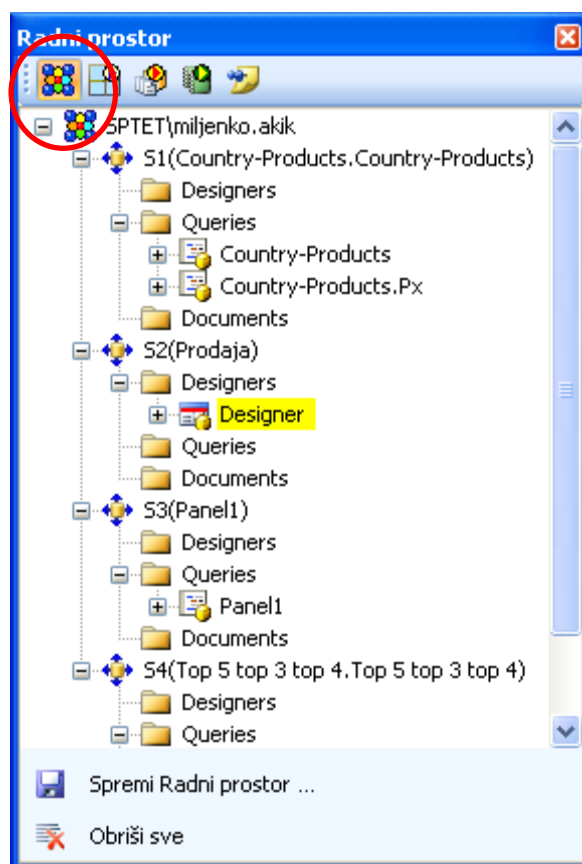 Radni prostor
SPTET\miljenko.akik
S1(Country-Products.Country-Products)
Designers
Queries
Country-Products
Country-Products.Px
Documents
S2(Prodaja)
Designers
Designer
Queries
Documents
S3(Panel1)
Designers
Queries
Panel1
Documents
S4(Top 5 top 3 top 4.Top 5 top 3 top 4)
Designers
Queries
Spremi Radni prostor ...
Obriši sve